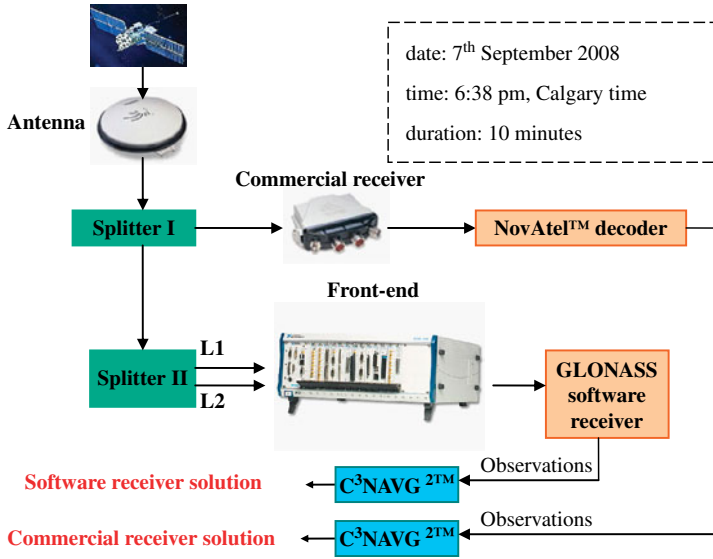 date: 7th September 2008
time: 6:38 pm, Calgary time
duration: 10 minutes
Antenna
Commercial receiver
Splitter I
NovAtel™ decoder
Front-end
L1
Splitter II
L2
GLONASS
software
receiver
Observations
Software receiver solution
C³NAVG ²ᵀᴹ
Observations
Commercial receiver solution
C³NAVG ²ᵀᴹ